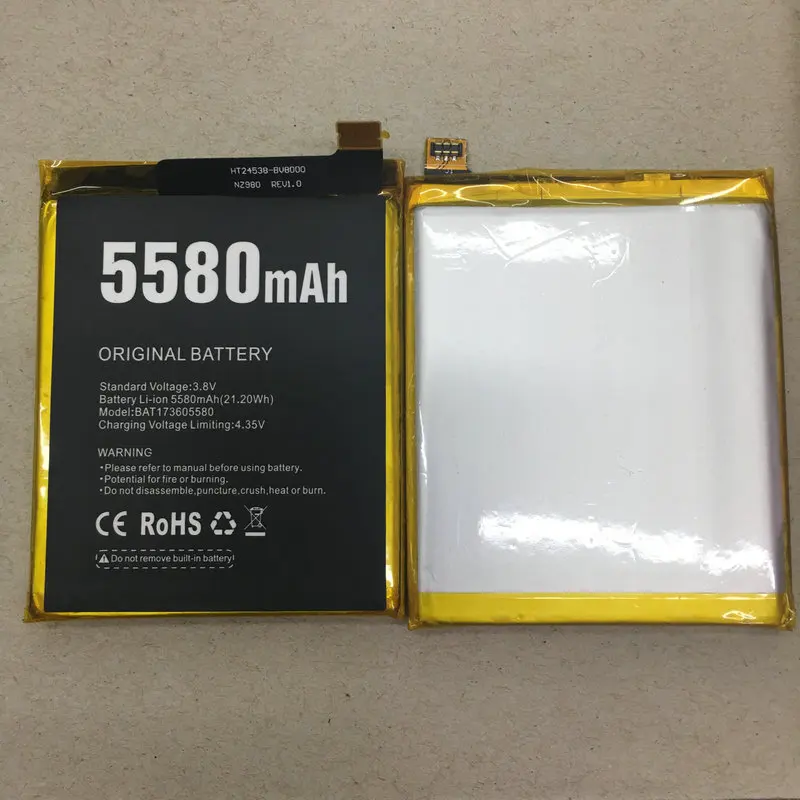 HT24538-BV8000
NZ980 REV1.0
5580mAh
ORIGINAL BATTERY
Standard Voltage:3.8V
Battery Li-ion 5580mAh(21.20Wh)
Model:BAT173605580
Charging Voltage Limiting:4.35V
WARNING
•Please refer to manual before using battery.
•Potential for fire or burning.
•Do not disassemble,puncture,crush,heat or burn.
CE RoHS
Do not remove built-in battery!